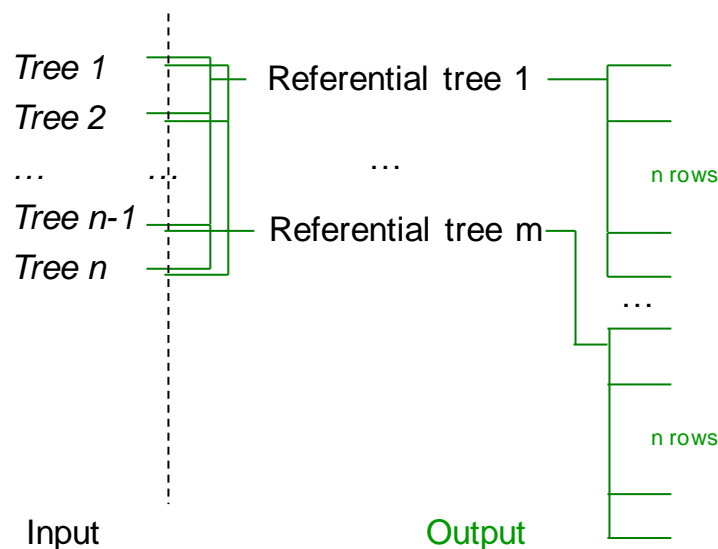 Tree 1
Referential tree 1
Tree 2
...
...
...
n rows
Tree n-1
Referential tree m
Tree n
...
n rows
Input
Output